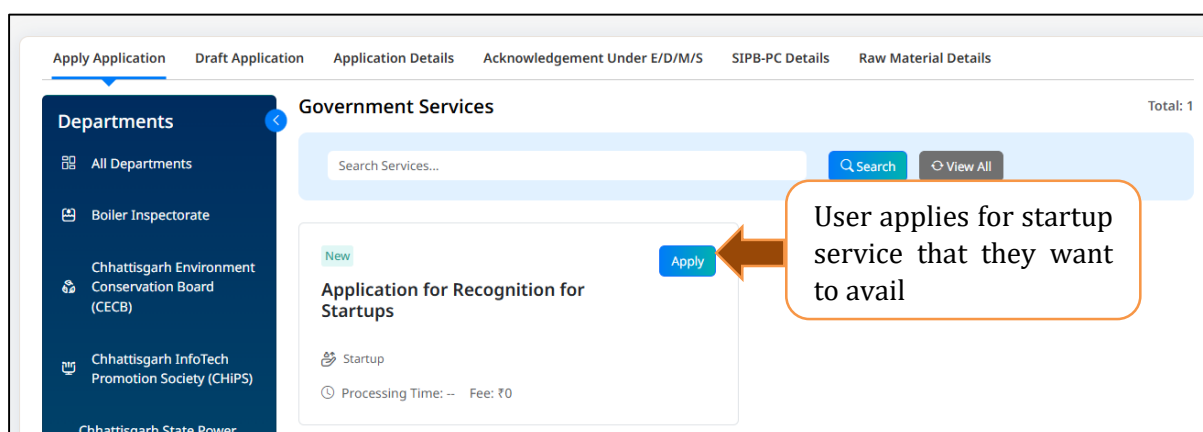 Apply Application Draft Application Application Details Acknowledgement Under E/D/M/S SIPB-PC Details Raw Material Details
Departments
All Departments
Boiler Inspectorate
Chhattisgarh Environment
Conservation Board
(CECB)
Chhattisgarh InfoTech
Promotion Society (CHiPS)
Chhattisgarh State Power
Government Services
Total: 1
Search Services...
Search
View All
New
Apply
Application for Recognition for
Startups
Startup
Processing Time: -- Fee: ₹0
User applies for startup
service that they want
to avail